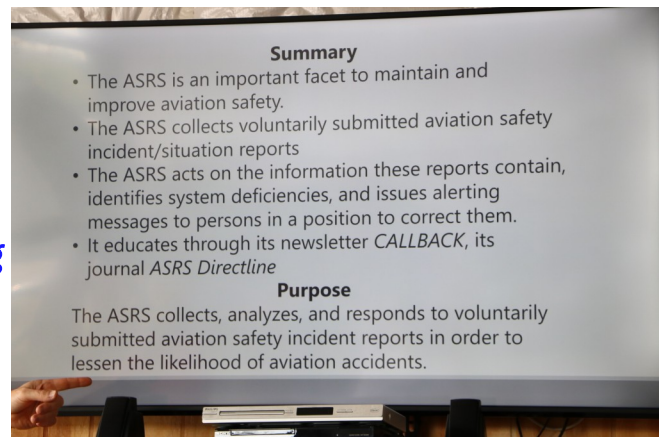 Summary
• The ASRS is an important facet to maintain and
improve aviation safety.
• The ASRS collects voluntarily submitted aviation safety
incident/situation reports
• The ASRS acts on the information these reports contain,
identifies system deficiencies, and issues alerting
messages to persons in a position to correct them.
• It educates through its newsletter CALLBACK, its
journal ASRS Directline
Purpose
The ASRS collects, analyzes, and responds to voluntarily
submitted aviation safety incident reports in order to
lessen the likelihood of aviation accidents.